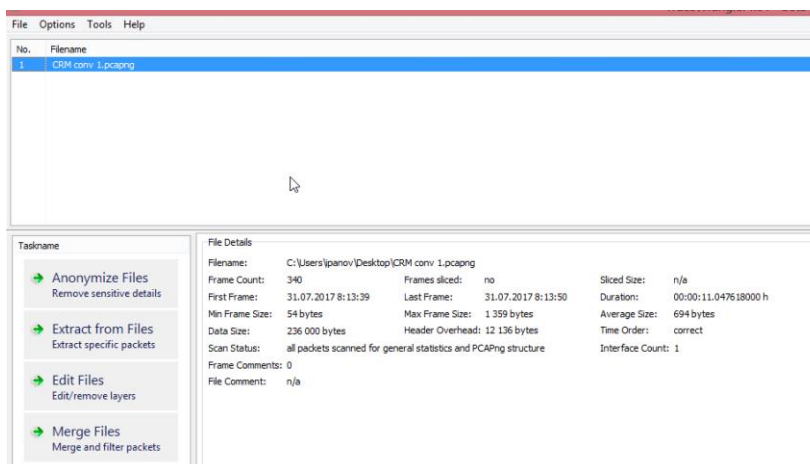 File Options Tools Help
No. Filename
1 CRM conv 1.pcapng
Taskname
Anonymize Files
Remove sensitive details
Extract from Files
Extract specific packets
Edit Files
Edit/remove layers
Merge Files
Merge and filter packets
File Details
Filename: C:\Users\ipanov\Desktop\CRM conv 1.pcapng
Frame Count: 340 Frames sliced: no Sliced Size: n/a
First Frame: 31.07.2017 8:13:39 Last Frame: 31.07.2017 8:13:50 Duration: 00:00:11.047618000 h
Min Frame Size: 54 bytes Max Frame Size: 1 359 bytes Average Size: 694 bytes
Data Size: 236 000 bytes Header Overhead: 12 136 bytes Time Order: correct
Scan Status: all packets scanned for general statistics and PCAPng structure Interface Count: 1
Frame Comments: 0
File Comment: n/a